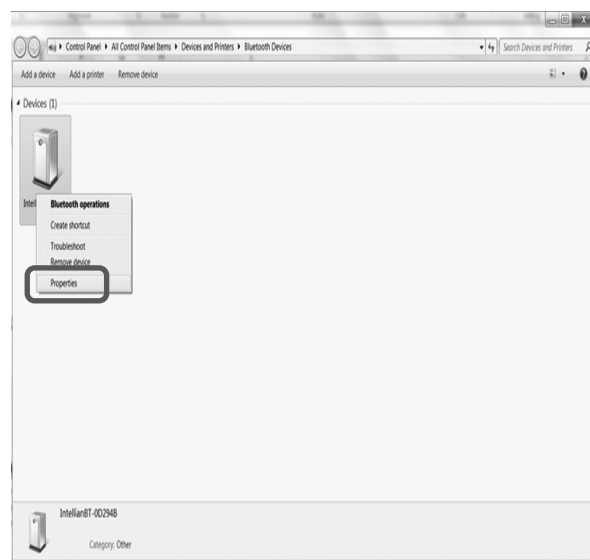 Control Panel ▸ All Control Panel Items ▸ Devices and Printers ▸ Bluetooth Devices
Search Devices and Printers
Add a device Add a printer Remove device
Devices (1)
Intell
Bluetooth operations
Create shortcut
Troubleshoot
Remove device
Properties
IntellianBT-0D294B
Category: Other